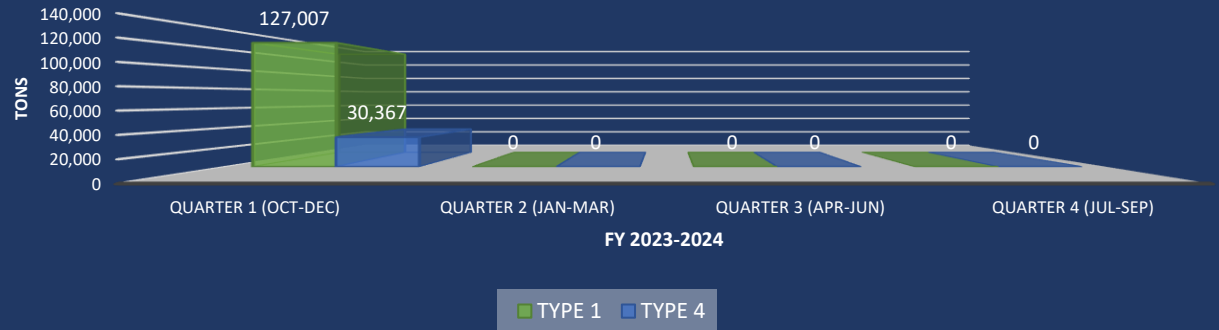 140,000
127,007
120,000
100,000
80,000
60,000
40,000
20,000
0
TONS
30,367
0 0 0 0 0 0
QUARTER 1 (OCT-DEC) QUARTER 2 (JAN-MAR) QUARTER 3 (APR-JUN) QUARTER 4 (JUL-SEP)
FY 2023-2024
TYPE 1 TYPE 4